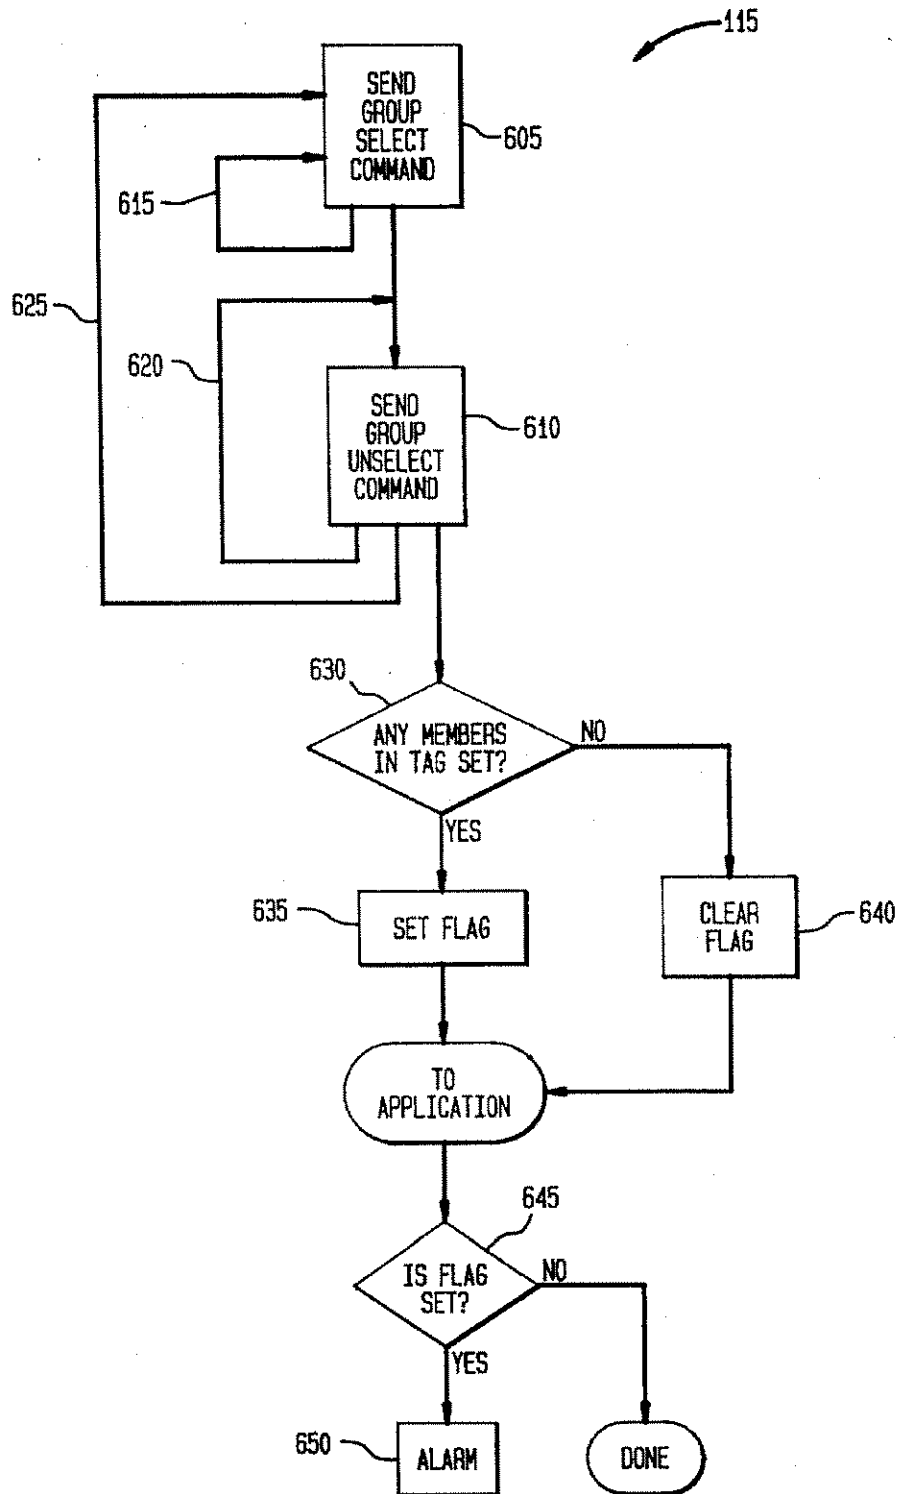 115
SEND
GROUP
SELECT
COMMAND
605
615
625
620
SEND
GROUP
UNSELECT
COMMAND
610
630
ANY MEMBERS
IN TAG SET?
NO
YES
635
SET FLAG
CLEAR
FLAG
640
TO
APPLICATION
645
IS FLAG
SET?
NO
YES
650
ALARM
DONE